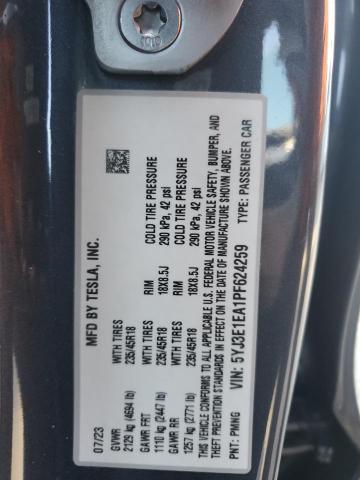 MFD BY TESLA, INC.
07/23
GVWR
2129 kg (4694 lb)
GAWR FRT
1110 kg (2447 lb)
GAWR RR
1257 kg (2771 lb)
WITH TIRES
235/45R18
WITH TIRES
235/45R18
RIM
18X8.5J
RIM
18X8.5J
COLD TIRE PRESSURE
290 kPa, 42 psi
COLD TIRE PRESSURE
290 kPa, 42 psi
THIS VEHICLE CONFORMS TO ALL APPLICABLE U.S. FEDERAL MOTOR VEHICLE SAFETY, BUMPER, AND
THEFT PREVENTION STANDARDS IN EFFECT ON THE DATE OF MANUFACTURE SHOWN ABOVE.
PNT: PMNG
VIN: 5YJ3E1EA1PF624259
TYPE: PASSENGER CAR